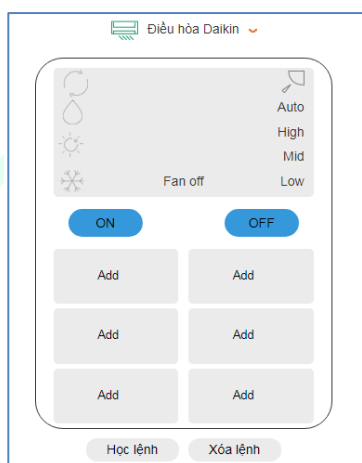 Điều hòa Daikin
Auto
High
Mid
Fan off Low
ON OFF
Add Add
Add Add
Add Add
Học lệnh Xóa lệnh